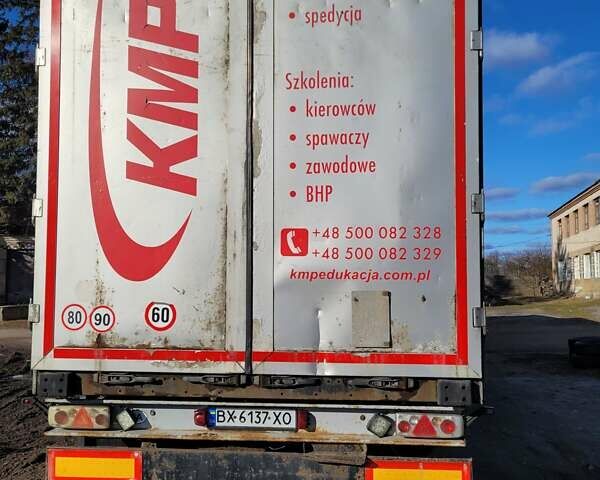 KMP
• spedycja
Szkolenia:
• kierowców
• spawaczy
• zawodowe
• BHP
+48 500 082 328
+48 500 082 329
kmpedukacja.com.pl
80
90
60
BX 6137 XO